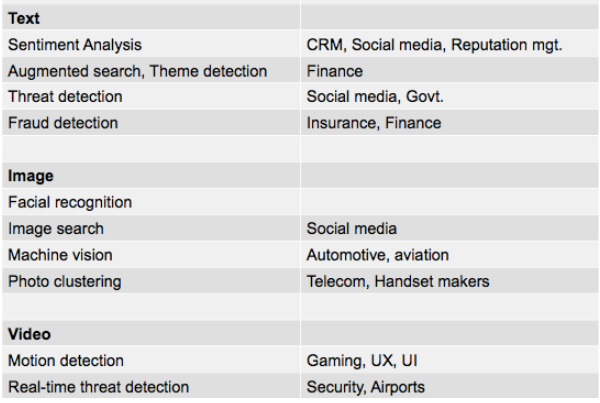 Text
Sentiment Analysis CRM, Social media, Reputation mgt.
Augmented search, Theme detection Finance
Threat detection Social media, Govt.
Fraud detection Insurance, Finance
Image
Facial recognition
Image search Social media
Machine vision Automotive, aviation
Photo clustering Telecom, Handset makers
Video
Motion detection Gaming, UX, UI
Real-time threat detection Security, Airports